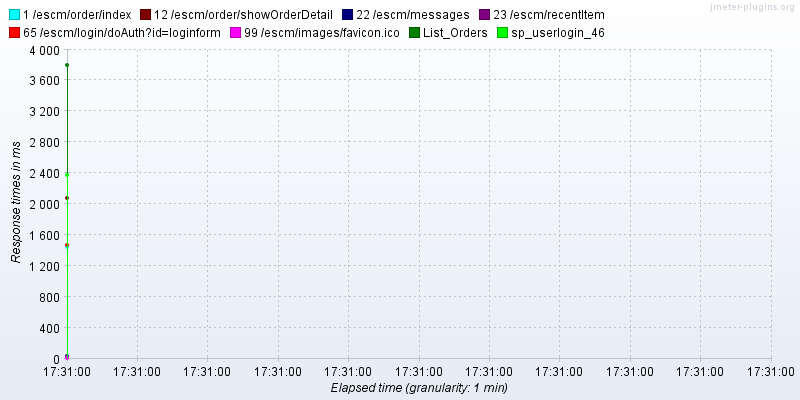 jmeter-plugins.org
1 /escm/order/index 12 /escm/order/showOrderDetail 22 /escm/messages 23 /escm/recentItem
65 /escm/login/doAuth?id=loginform 99 /escm/images/favicon.ico List_Orders sp_userlogin_46
4 000
3 600
3 200
2 800
2 400
2 000
1 600
1 200
800
400
0
Response times in ms
17:31:00 17:31:00 17:31:00 17:31:00 17:31:00 17:31:00 17:31:00 17:31:00 17:31:00 17:31:00 17:31:00
Elapsed time (granularity: 1 min)